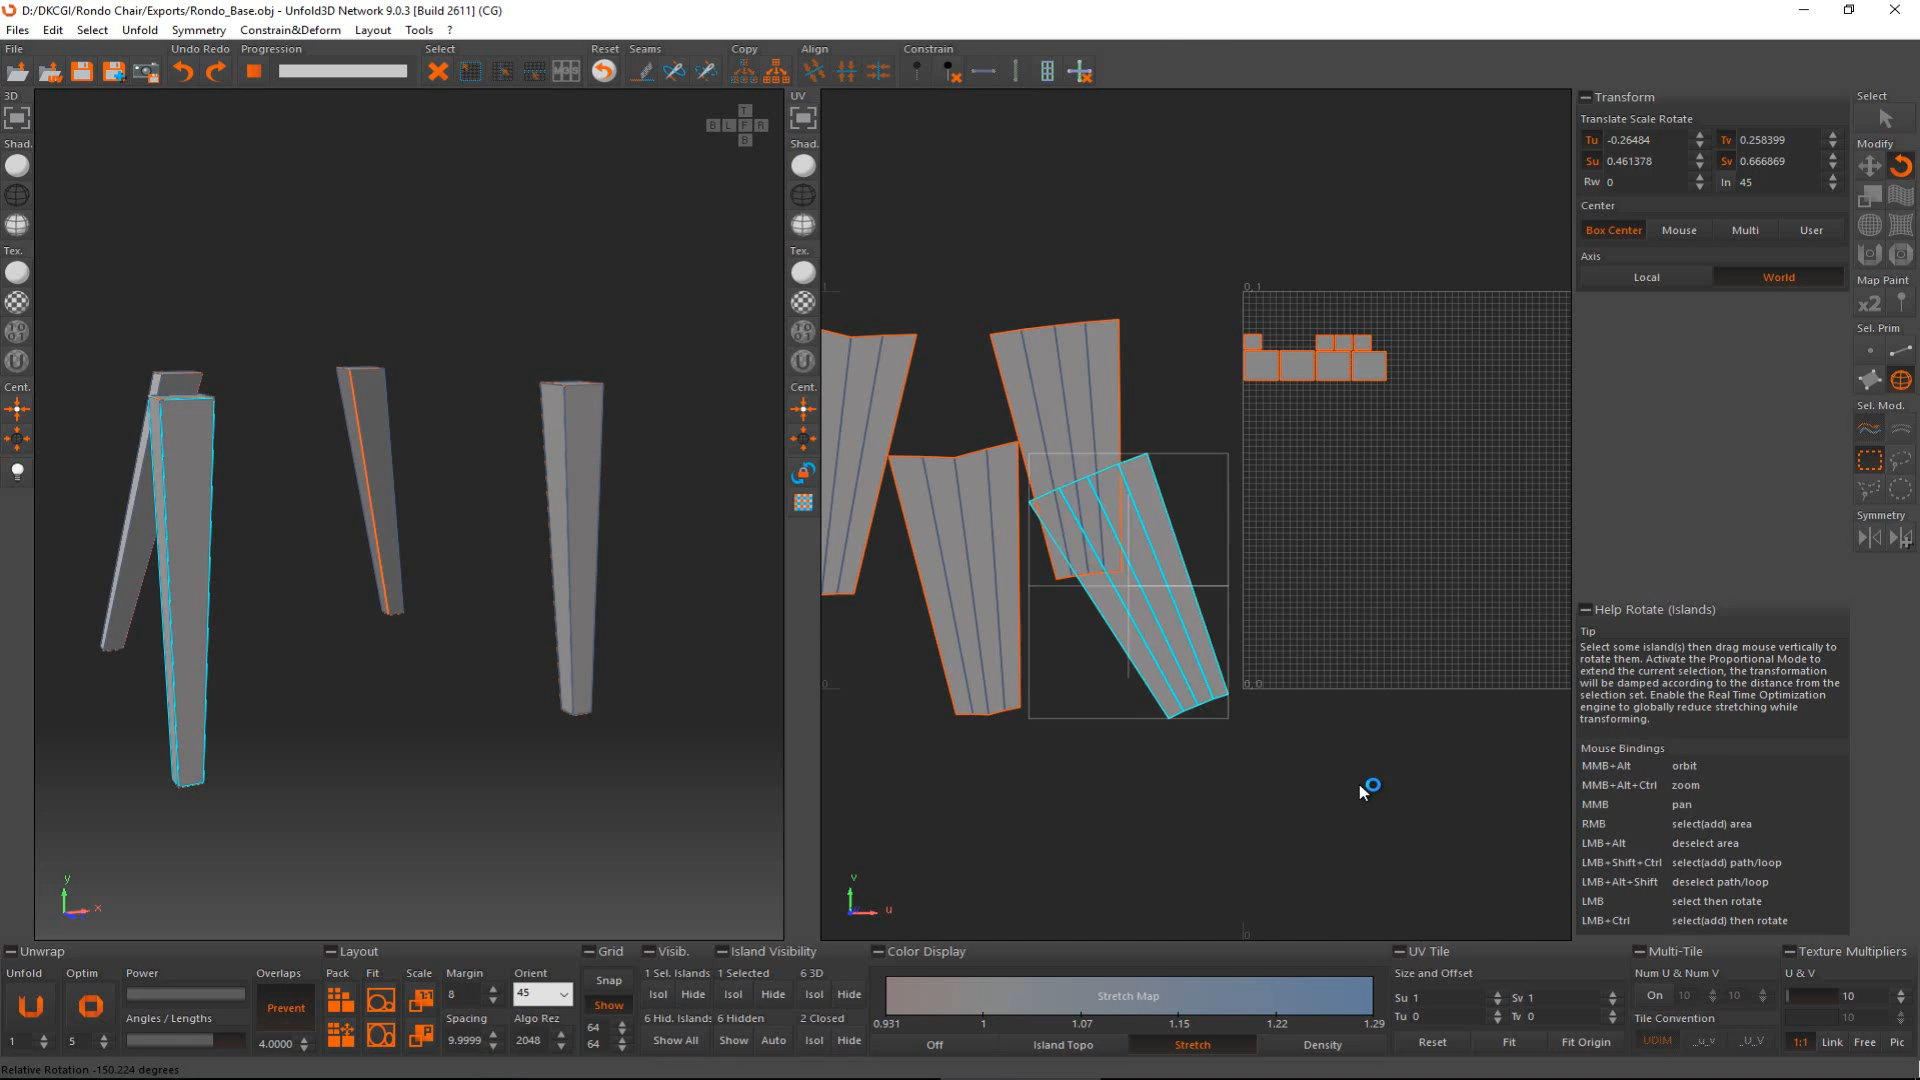 D:/DKCGI/Rondo Chair/Exports/Rondo_Base.obj - Unfold3D Network 9.0.3 [Build 2611] (CG)
Files Edit Select Unfold Symmetry Constrain&Deform Layout Tools ?
File Undo Redo Progression Select Reset Seams Copy Align Constrain
3D
Shad.
Tex.
Cent.
T
B L F R
B
y
x
UV
Shad.
Tex.
Cent.
0, 1
0, 0
v
u
Transform
Translate Scale Rotate
Tu -0.26484 Tv 0.258399
Su 0.461378 Sv 0.666869
Rw 0 In 45
Center
Box Center Mouse Multi User
Axis
Local World
Select
Modify
Map Paint
x2
Sel. Prim
Sel. Mod.
Symmetry
Help Rotate (Islands)
Tip
Select some island(s) then drag mouse vertically to
rotate them. Activate the Proportional Mode to
extend the current selection, the transformation
will be damped according to the distance from the
selection set. Enable the Real Time Optimization
engine to globally reduce stretching while
transforming.
Mouse Bindings
MMB+Alt orbit
MMB+Alt+Ctrl zoom
MMB pan
RMB select(add) area
LMB+Alt deselect area
LMB+Shift+Ctrl select(add) path/loop
LMB+Alt+Shift deselect path/loop
LMB select then rotate
LMB+Ctrl select(add) then rotate
Unwrap Layout Grid Visib. Island Visibility Color Display UV Tile Multi-Tile Texture Multipliers
Unfold Optim Power Overlaps Pack Fit Scale Margin Orient Snap 1 Sel. Islands 1 Selected 6 3D Size and Offset Num U & Num V U & V
8 45 Isol Hide Isol Hide Isol Hide Stretch Map Su 1 Sv 1 On 10 10 10
Prevent Show
Angles / Lengths Spacing Algo Rez 64 6 Hid. Islands 6 Hidden 2 Closed 0.931 1 1.07 1.15 1.22 1.29 Tu 0 Tv 0 Tile Convention 10
1 5 4.0000 9.9999 2048 64 Show All Show Auto Isol Hide Off Island Topo Stretch Density Reset Fit Fit Origin UDIM _u_v _U_V 1:1 Link Free Pic
Relative Rotation -150.224 degrees